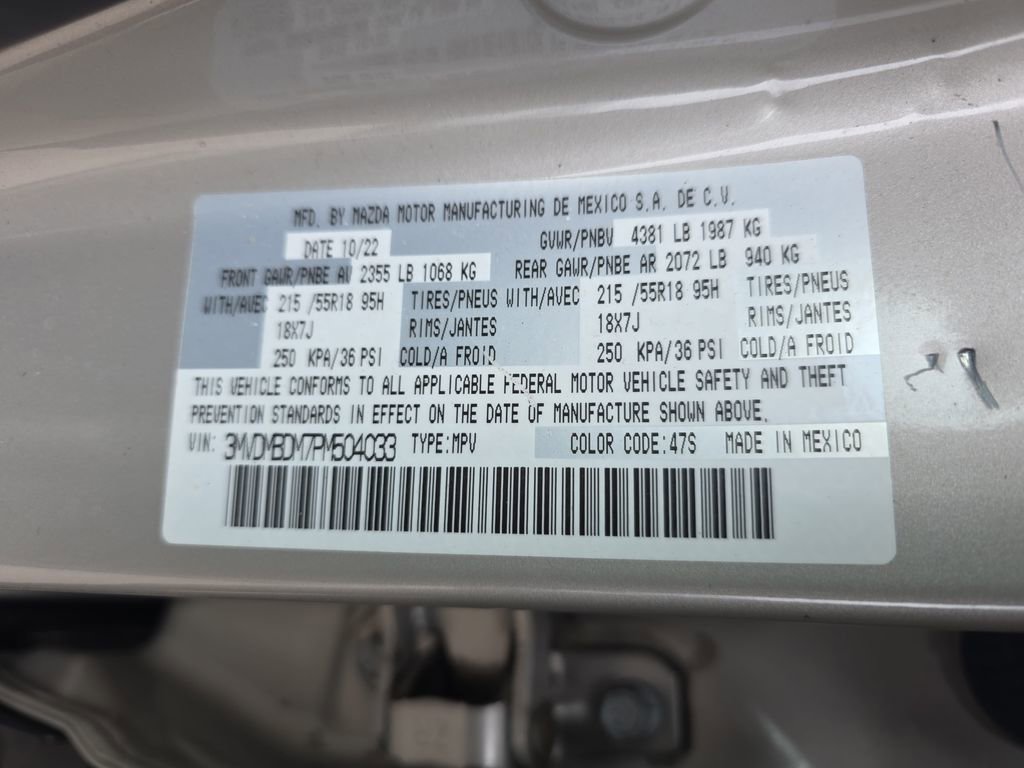 MFD. BY MAZDA MOTOR MANUFACTURING DE MEXICO S.A. DE C.V.
DATE 10/22 GVWR/PNBV 4381 LB 1987 KG
FRONT GAWR/PNBE AV 2355 LB 1068 KG REAR GAWR/PNBE AR 2072 LB 940 KG
WITH/AVEC 215 /55R18 95H TIRES/PNEUS WITH/AVEC 215 /55R18 95H TIRES/PNEUS
18X7J RIMS/JANTES 18X7J RIMS/JANTES
250 KPA/36 PSI COLD/A FROID 250 KPA/36 PSI COLD/A FROID
THIS VEHICLE CONFORMS TO ALL APPLICABLE FEDERAL MOTOR VEHICLE SAFETY AND THEFT
PREVENTION STANDARDS IN EFFECT ON THE DATE OF MANUFACTURE SHOWN ABOVE.
VIN: 3MVDMBDM7PM504033 TYPE:MPV COLOR CODE:47S MADE IN MEXICO